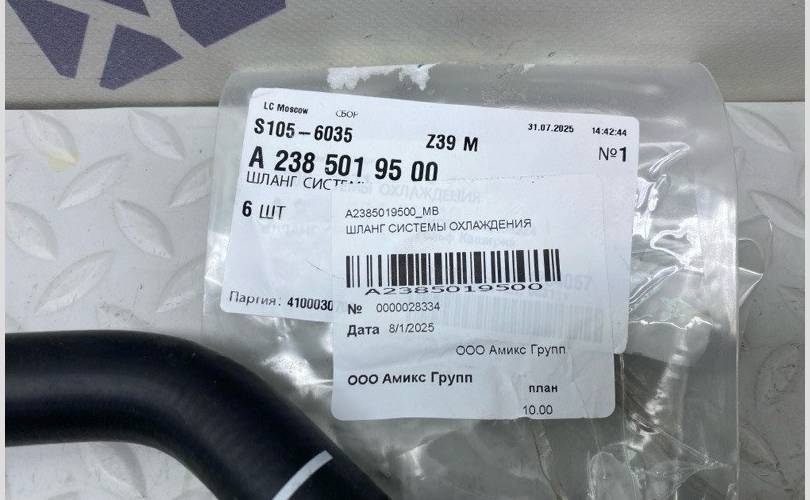 LC Moscow СБОР
31.07.2025 14:42:44
S105-6035 Z39 M №1
A 238 501 95 00
ШЛАНГ СИСТЕМЫ ОХЛАЖДЕНИЯ
6 ШТ
Партия: 4100030
A2385019500_MB
ШЛАНГ СИСТЕМЫ ОХЛАЖДЕНИЯ
A2385019500
№ 0000028334
Дата 8/1/2025
ООО Амикс Групп
ООО Амикс Групп
план
10.00